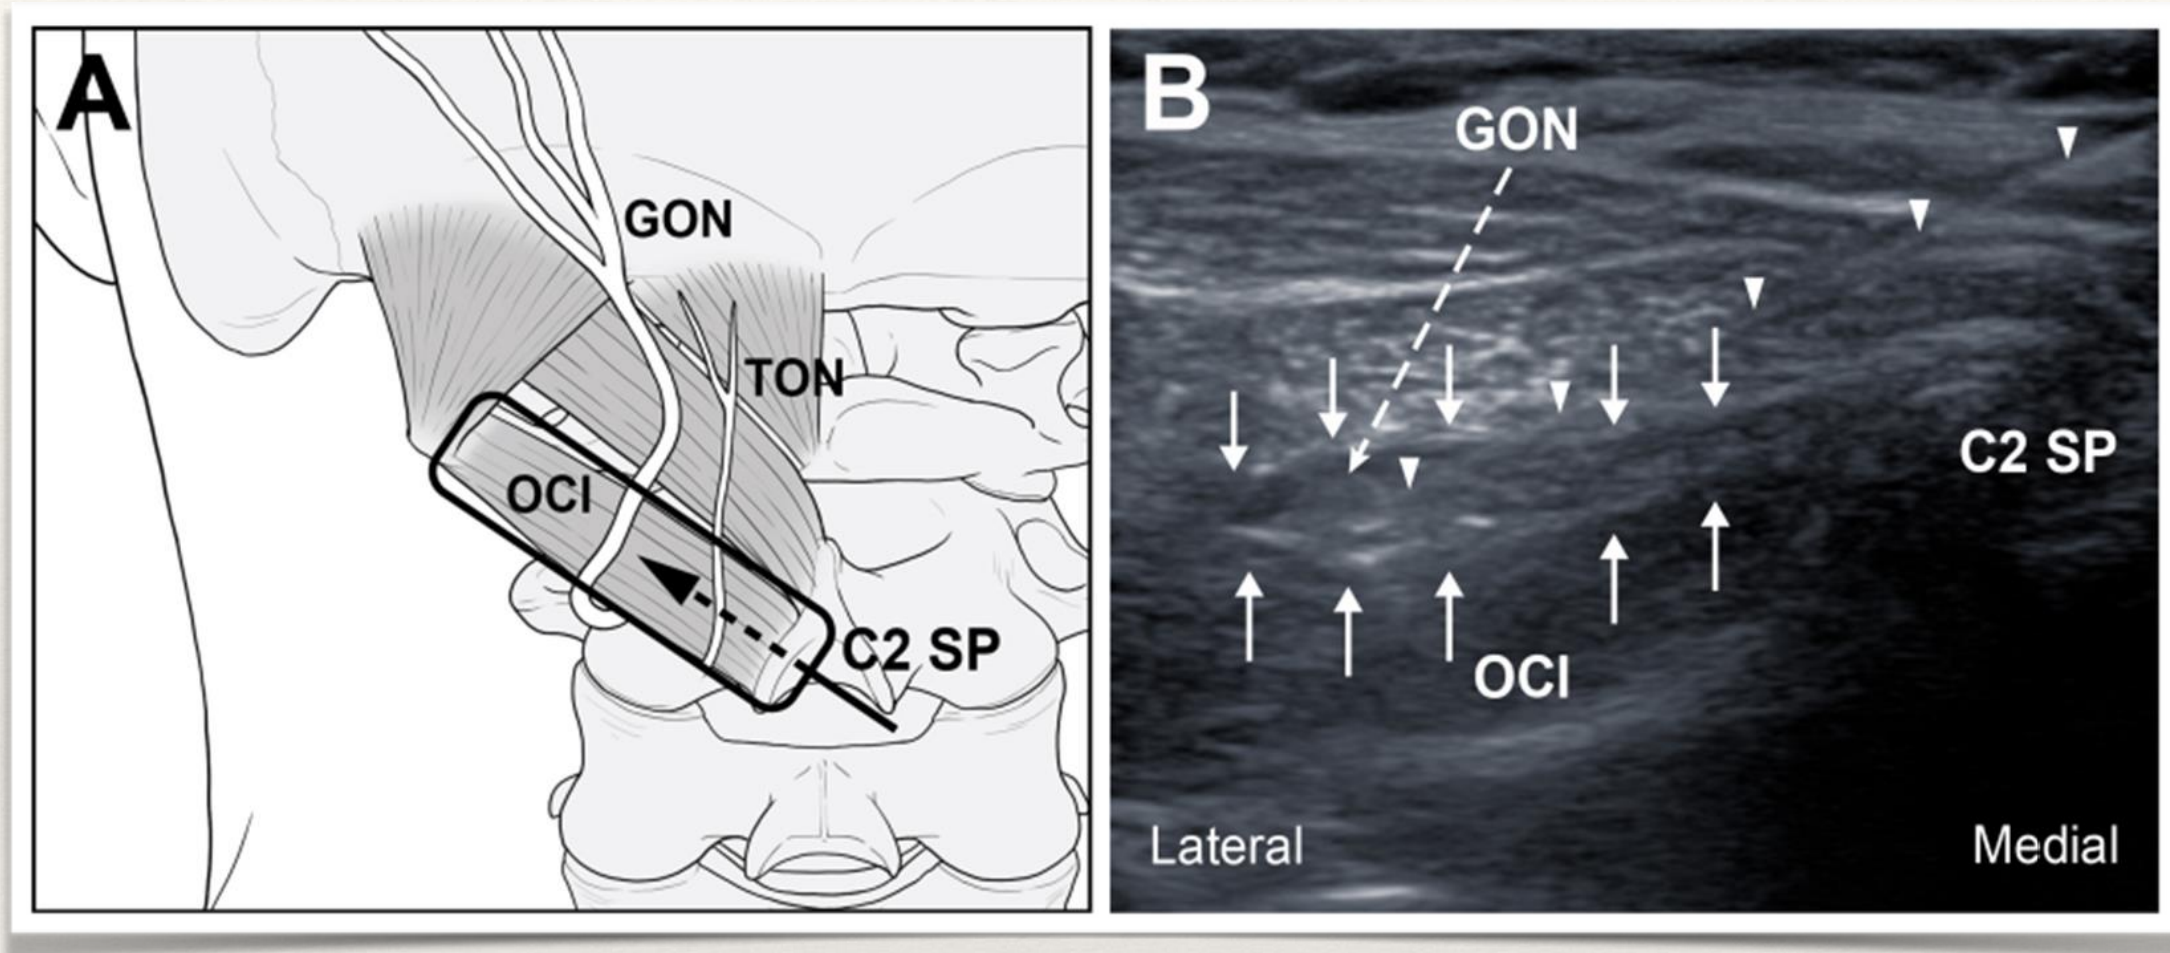 A
GON
TON
OCI
C2 SP
B
GON
C2 SP
OCI
Lateral
Medial